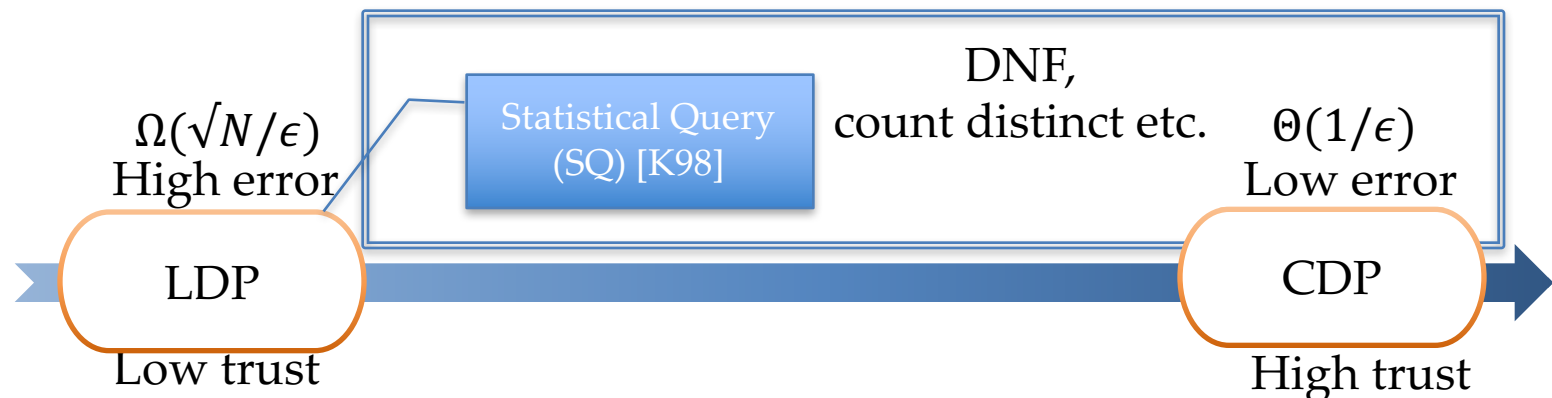 DNF,
count distinct etc.
Statistical Query
(SQ) [K98]
Ω(√N/ϵ)
High error
Θ(1/ϵ)
Low error
LDP
CDP
Low trust
High trust